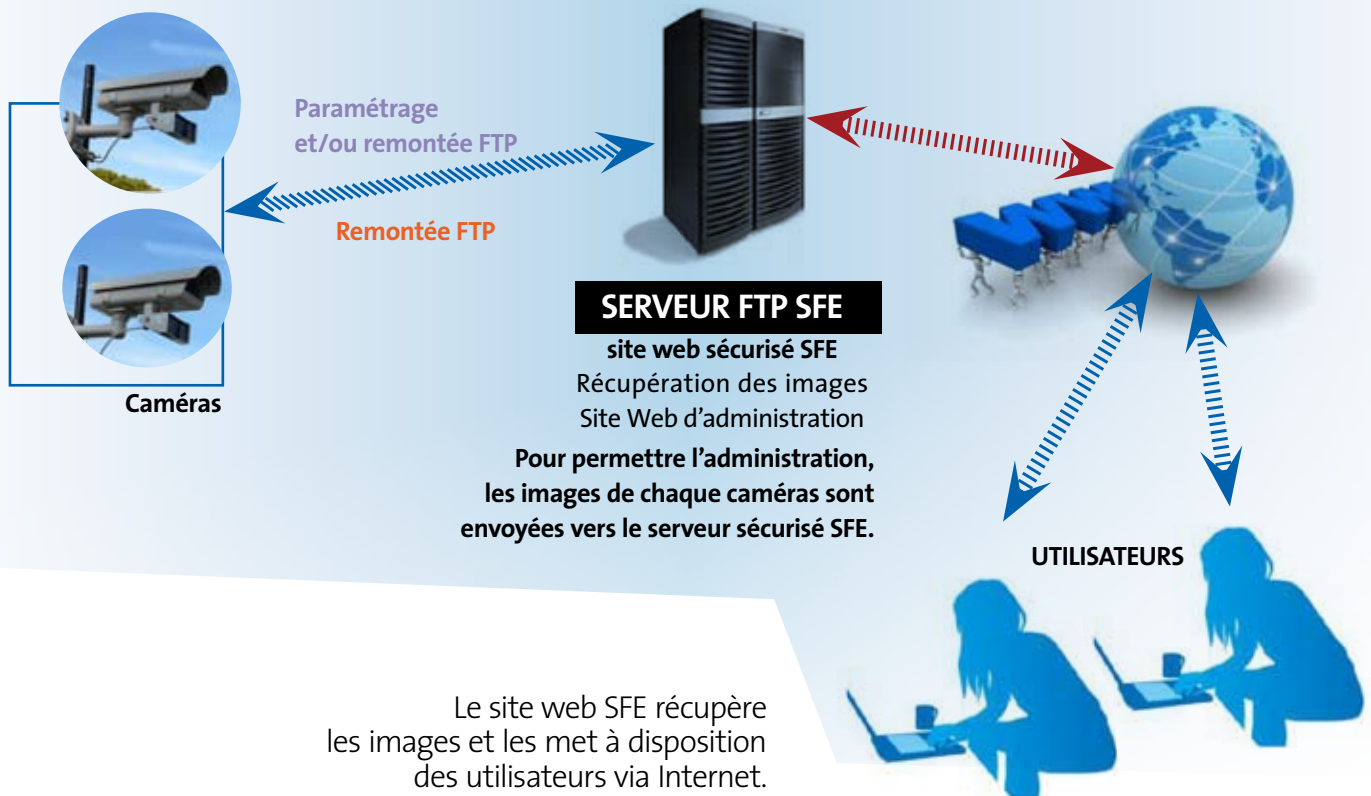 Paramétrage
et/ou remontée FTP
Remontée FTP
Caméras
SERVEUR FTP SFE
site web sécurisé SFE
Récupération des images
Site Web d’administration
Pour permettre l’administration,
les images de chaque caméras sont
envoyées vers le serveur sécurisé SFE.
WWW
UTILISATEURS
Le site web SFE récupère
les images et les met à disposition
des utilisateurs via Internet.